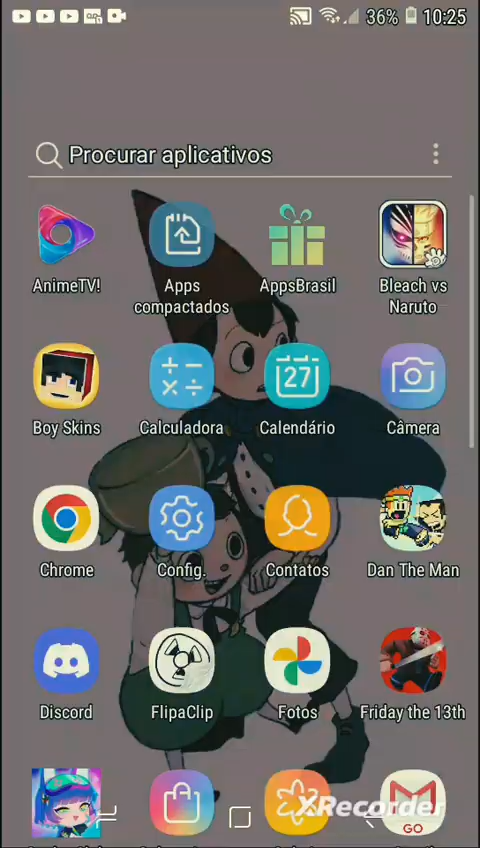 36% 10:25
Procurar aplicativos
AnimeTV!
Apps
compactados
AppsBrasil
Bleach vs
Naruto
Boy Skins
Calculadora
27
Calendário
Câmera
Chrome
Config.
Contatos
Dan The Man
Discord
FlipaClip
Fotos
Friday the 13th
GO
XRecorder